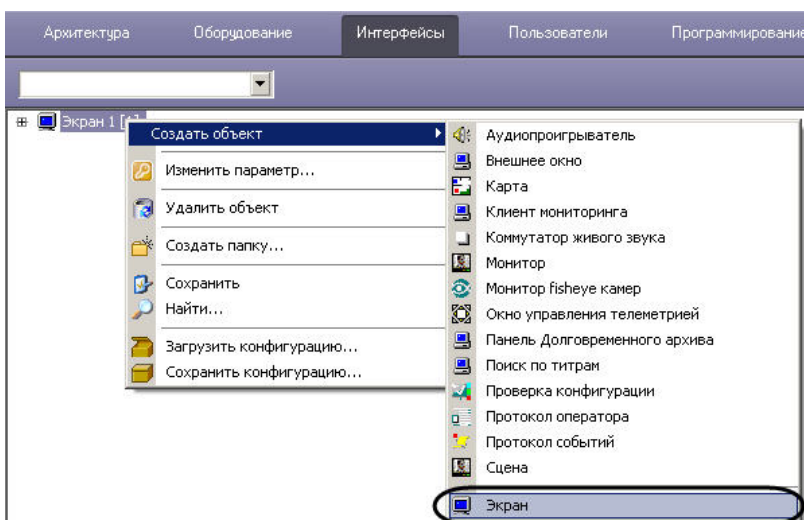 Архитектура Оборудование Интерфейсы Пользователи Программирование
Экран 1 [1]
Создать объект
Изменить параметр...
Удалить объект
Создать папку...
Сохранить
Найти...
Загрузить конфигурацию...
Сохранить конфигурацию...
Аудиопроигрыватель
Внешнее окно
Карта
Клиент мониторинга
Коммутатор живого звука
Монитор
Монитор fisheye камер
Окно управления телеметрией
Панель Долговременного архива
Поиск по титрам
Проверка конфигурации
Протокол оператора
Протокол событий
Сцена
Экран